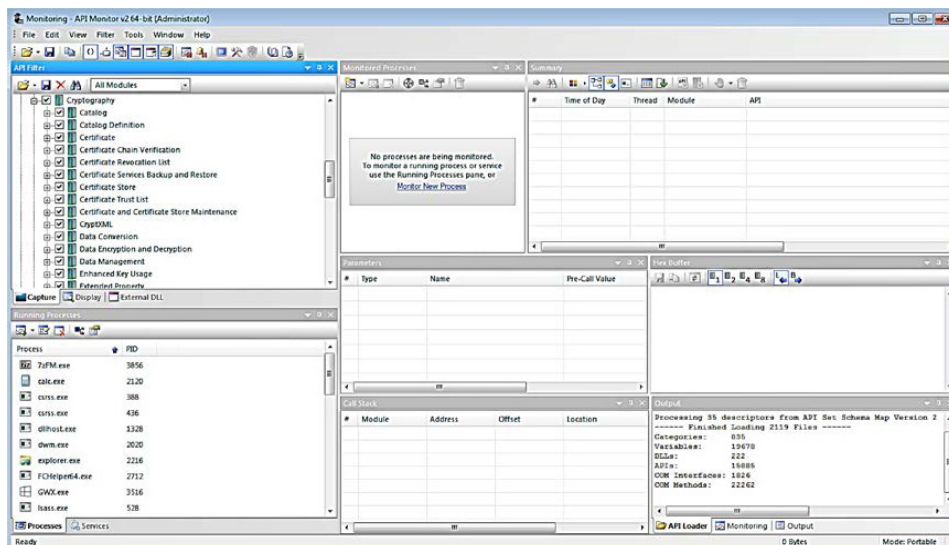 Monitoring - API Monitor v2 64-bit (Administrator)
File Edit View Filter Tools Window Help
API Filter
All Modules
Cryptography
Catalog
Catalog Definition
Certificate
Certificate Chain Verification
Certificate Revocation List
Certificate Services Backup and Restore
Certificate Store
Certificate Trust List
Certificate and Certificate Store Maintenance
CryptXML
Data Conversion
Data Encryption and Decryption
Data Management
Enhanced Key Usage
Extended Property
Capture Display External DLL
Running Processes
Process PID
7zFM.exe 3856
calc.exe 2120
csrss.exe 388
csrss.exe 436
dllhost.exe 1328
dwm.exe 2020
explorer.exe 2216
FCHelper64.exe 2712
GWX.exe 3516
lsass.exe 528
Processes Services
Monitored Processes
No processes are being monitored.
To monitor a running process or service
use the Running Processes pane, or
Monitor New Process
Summary
# Time of Day Thread Module API
Parameters
# Type Name Pre-Call Value
Hex Buffer
Call Stack
# Module Address Offset Location
Output
Processing 35 descriptors from API Set Schema Map Version 2
------ Finished Loading 2119 Files ------
Categories: 835
Variables: 19678
DLLs: 222
APIs: 15885
COM Interfaces: 1826
COM Methods: 22262
API Loader Monitoring Output
Ready 0 Bytes Mode: Portable